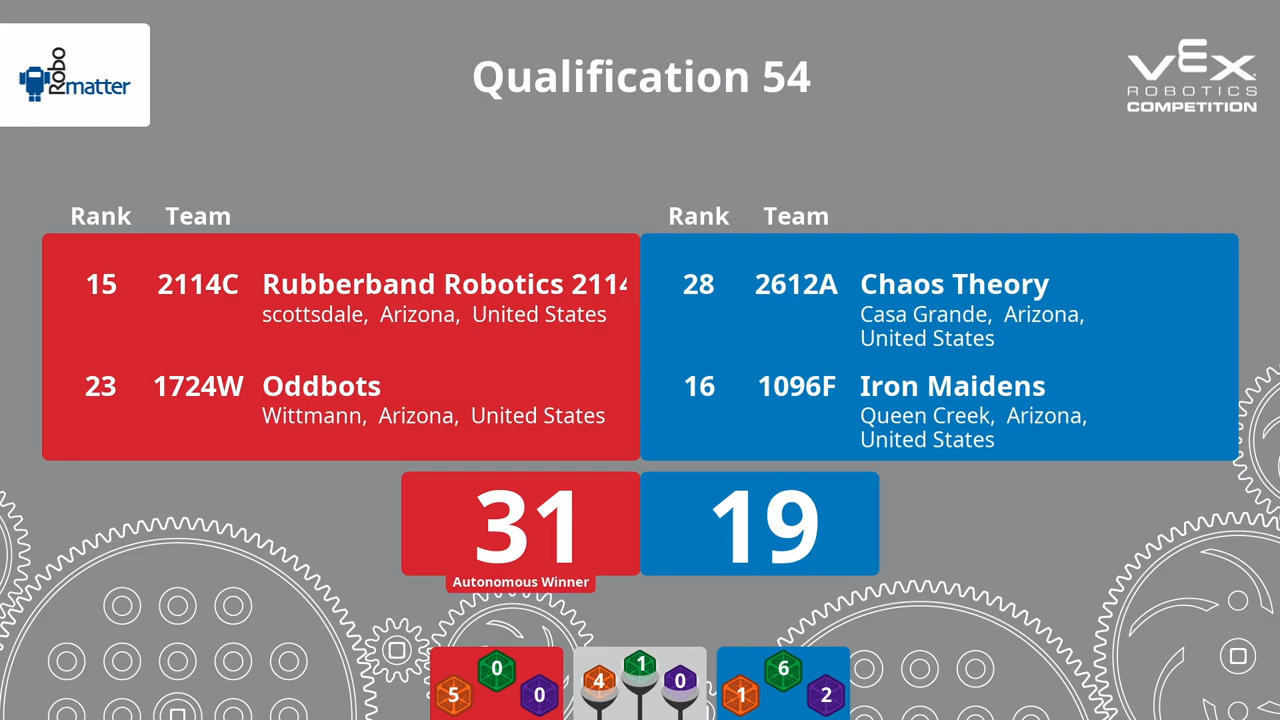 Robo
matter
Qualification 54
VEX
ROBOTICS
COMPETITION
Rank Team
15 2114C Rubberband Robotics 2114
scottsdale, Arizona, United States
23 1724W Oddbots
Wittmann, Arizona, United States
Rank Team
28 2612A Chaos Theory
Casa Grande, Arizona,
United States
16 1096F Iron Maidens
Queen Creek, Arizona,
United States
31 19
Autonomous Winner
5 0 0
4 1 0
1 6 2